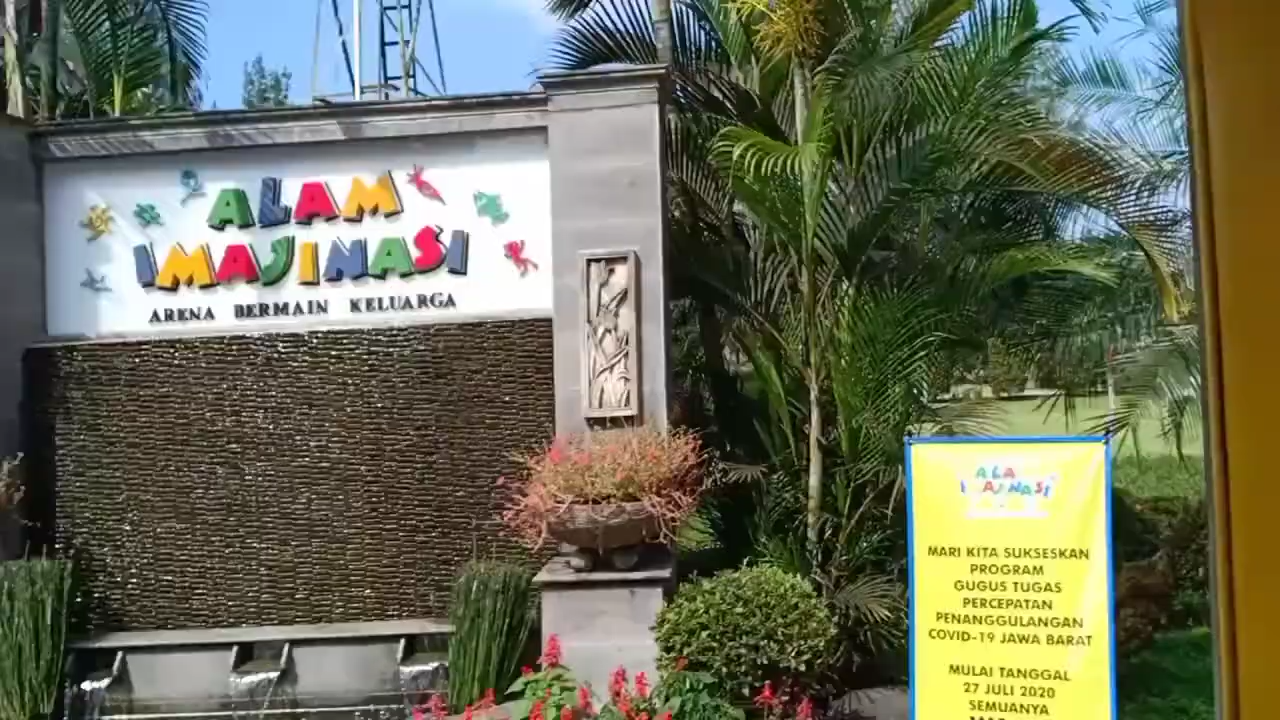 ALAM
IMAJINASI
ARENA BERMAIN KELUARGA
ALAM
IMAJINASI
MARI KITA SUKSESKAN
PROGRAM
GUGUS TUGAS
PERCEPATAN
PENANGGULANGAN
COVID-19 JAWA BARAT
MULAI TANGGAL
27 JULI 2020
SEMUANYA